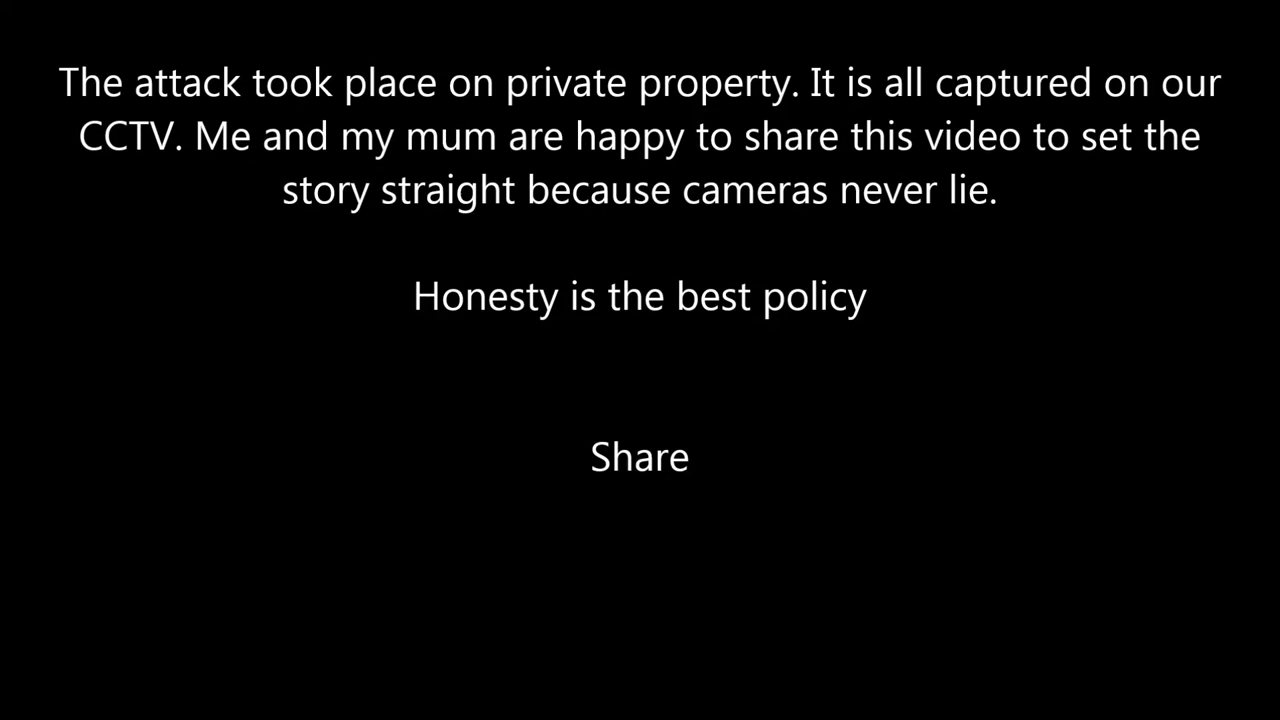 The attack took place on private property. It is all captured on our
CCTV. Me and my mum are happy to share this video to set the
story straight because cameras never lie.
Honesty is the best policy
Share